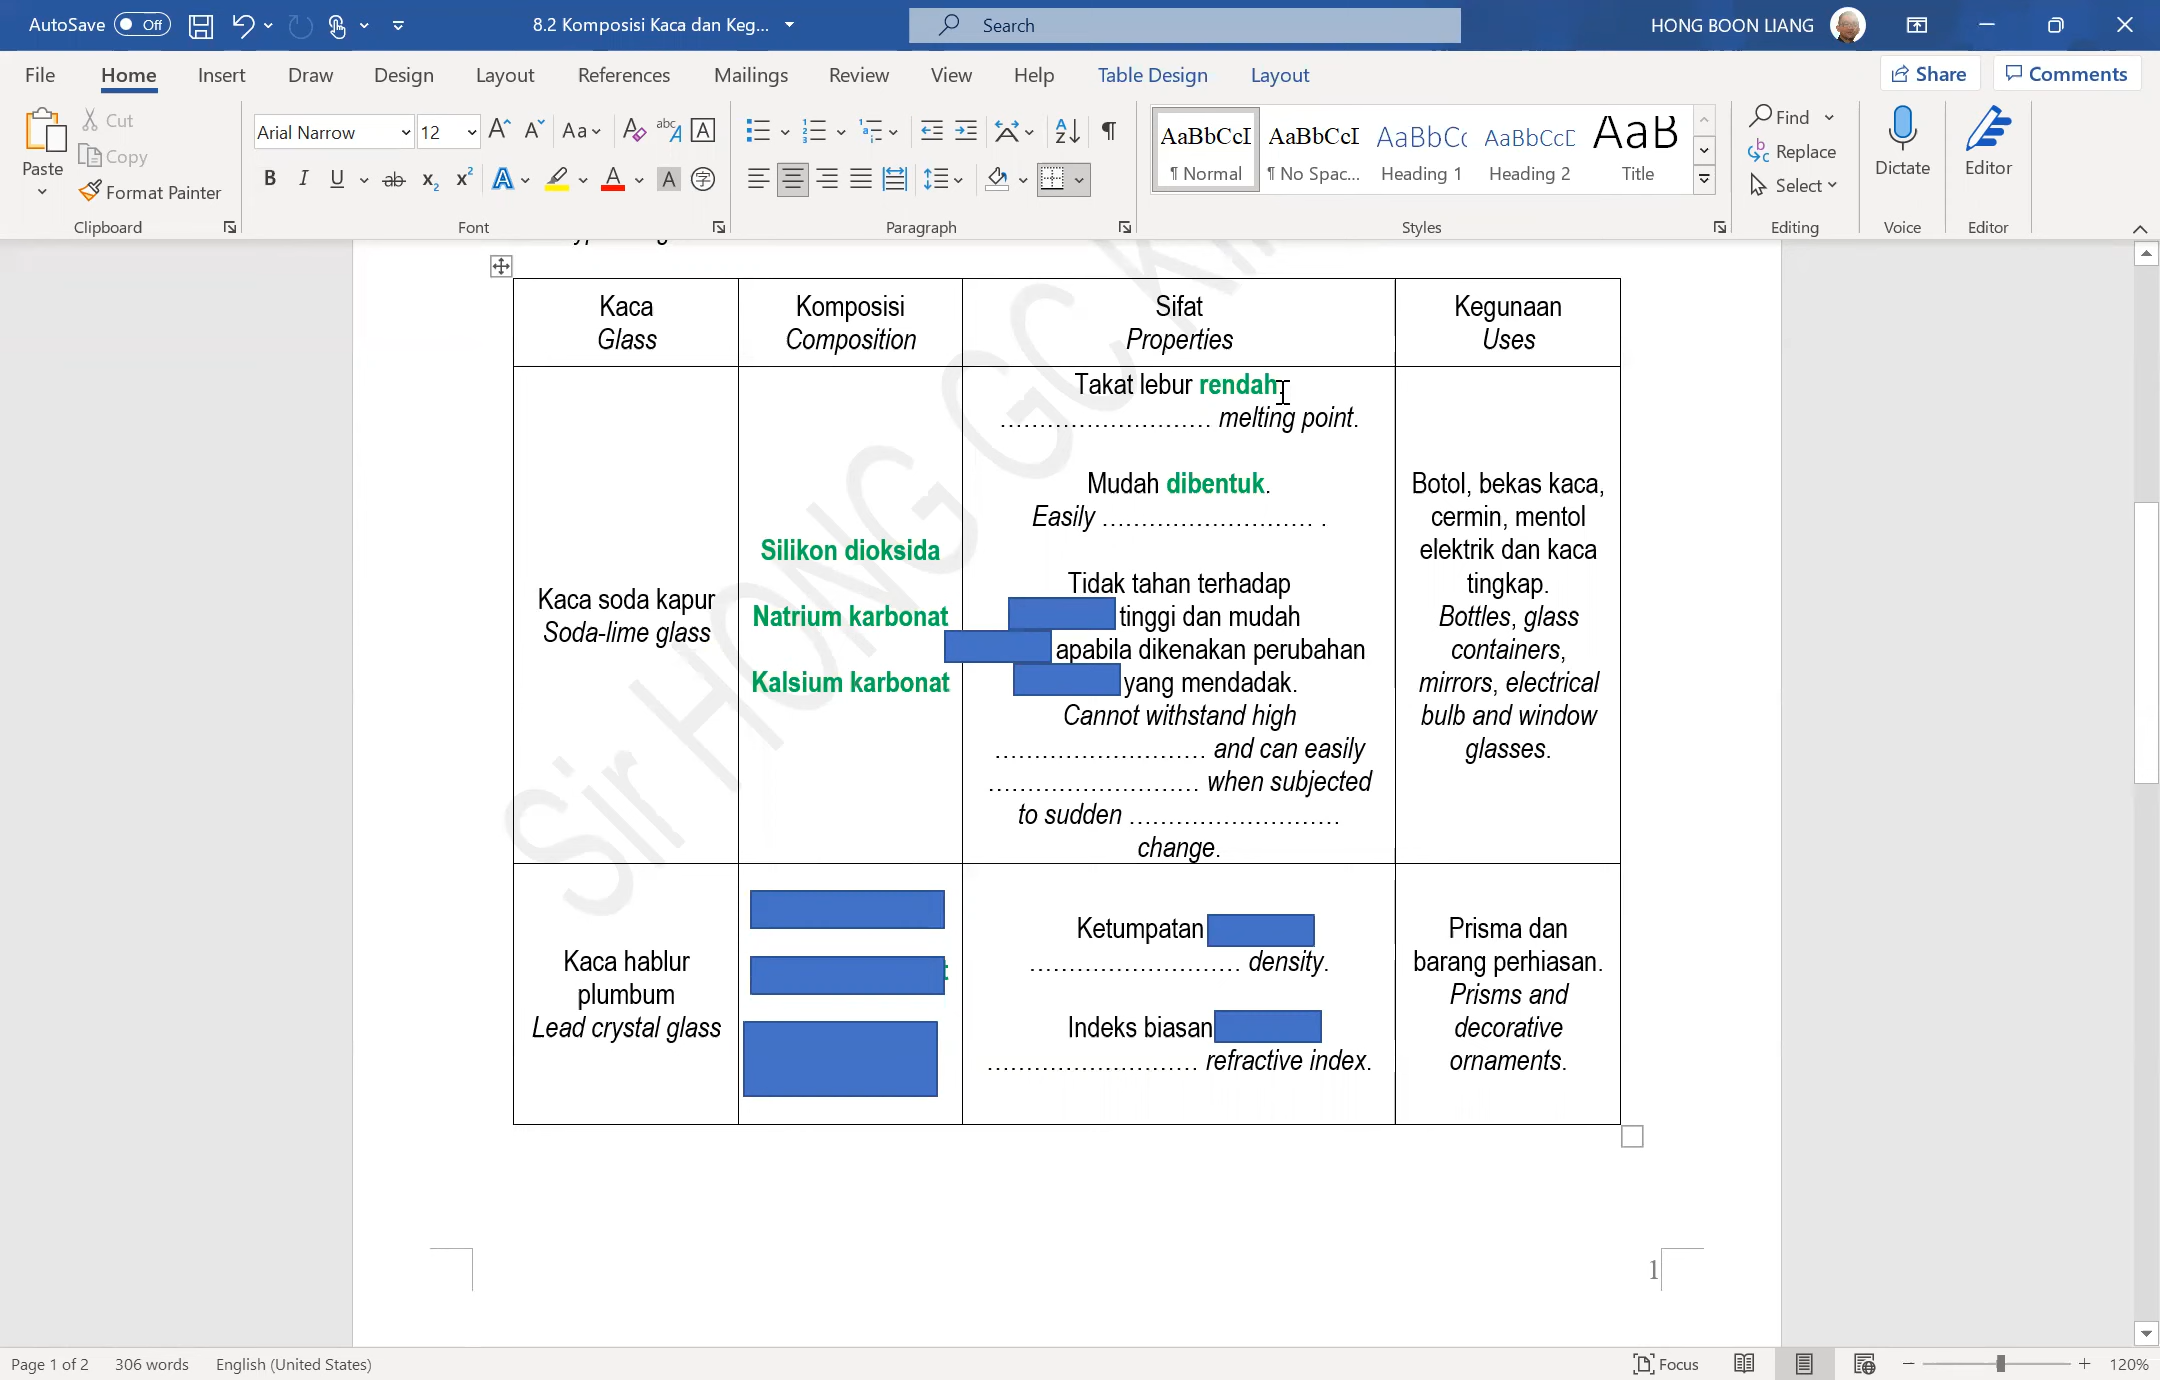 AutoSave Off
8.2 Komposisi Kaca dan Keg...
Search
HONG BOON LIANG
File Home Insert Draw Design Layout References Mailings Review View Help Table Design Layout
Share Comments
Paste
Cut
Copy
Format Painter
Clipboard
Arial Narrow 12
Font
Paragraph
AaBbCcI AaBbCcI AaBbC AaBbCcD AaB
¶ Normal ¶ No Spac... Heading 1 Heading 2 Title
Styles
Find
Replace
Select
Editing
Dictate
Voice
Editor
Editor
Kaca
Glass
Komposisi
Composition
Sifat
Properties
Kegunaan
Uses
Kaca soda kapur
Soda-lime glass
Silikon dioksida
Natrium karbonat
Kalsium karbonat
Takat lebur rendah.
........................... melting point.
Mudah dibentuk.
Easily ........................... .
Tidak tahan terhadap
tinggi dan mudah
apabila dikenakan perubahan
yang mendadak.
Cannot withstand high
........................... and can easily
........................... when subjected
to sudden ...........................
change.
Botol, bekas kaca,
cermin, mentol
elektrik dan kaca
tingkap.
Bottles, glass
containers,
mirrors, electrical
bulb and window
glasses.
Kaca hablur
plumbum
Lead crystal glass
Ketumpatan
........................... density.
Indeks biasan
........................... refractive index.
Prisma dan
barang perhiasan.
Prisms and
decorative
ornaments.
Sir HONG GC
1
Page 1 of 2 306 words English (United States)
Focus 120%